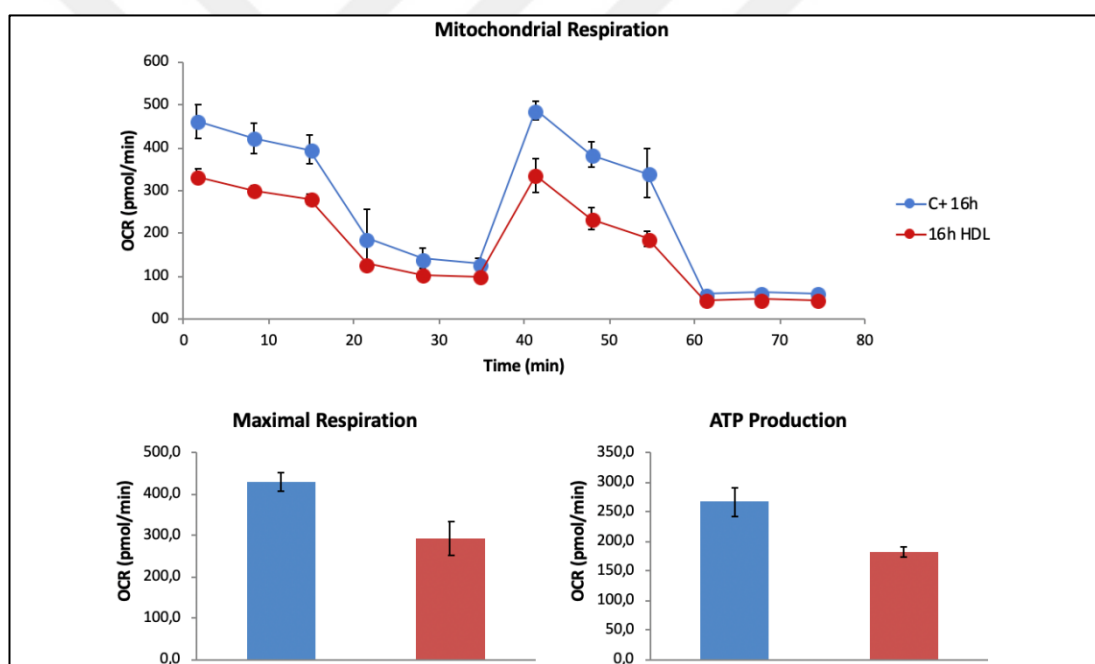 Mitochondrial Respiration
600
500
400
300
200
100
00
OCR (pmol/min)
0 10 20 30 40 50 60 70 80
Time (min)
C+ 16h
16h HDL
Maximal Respiration
500,0
400,0
300,0
200,0
100,0
0,0
OCR (pmol/min)
ATP Production
350,0
300,0
250,0
200,0
150,0
100,0
50,0
0,0
OCR (pmol/min)